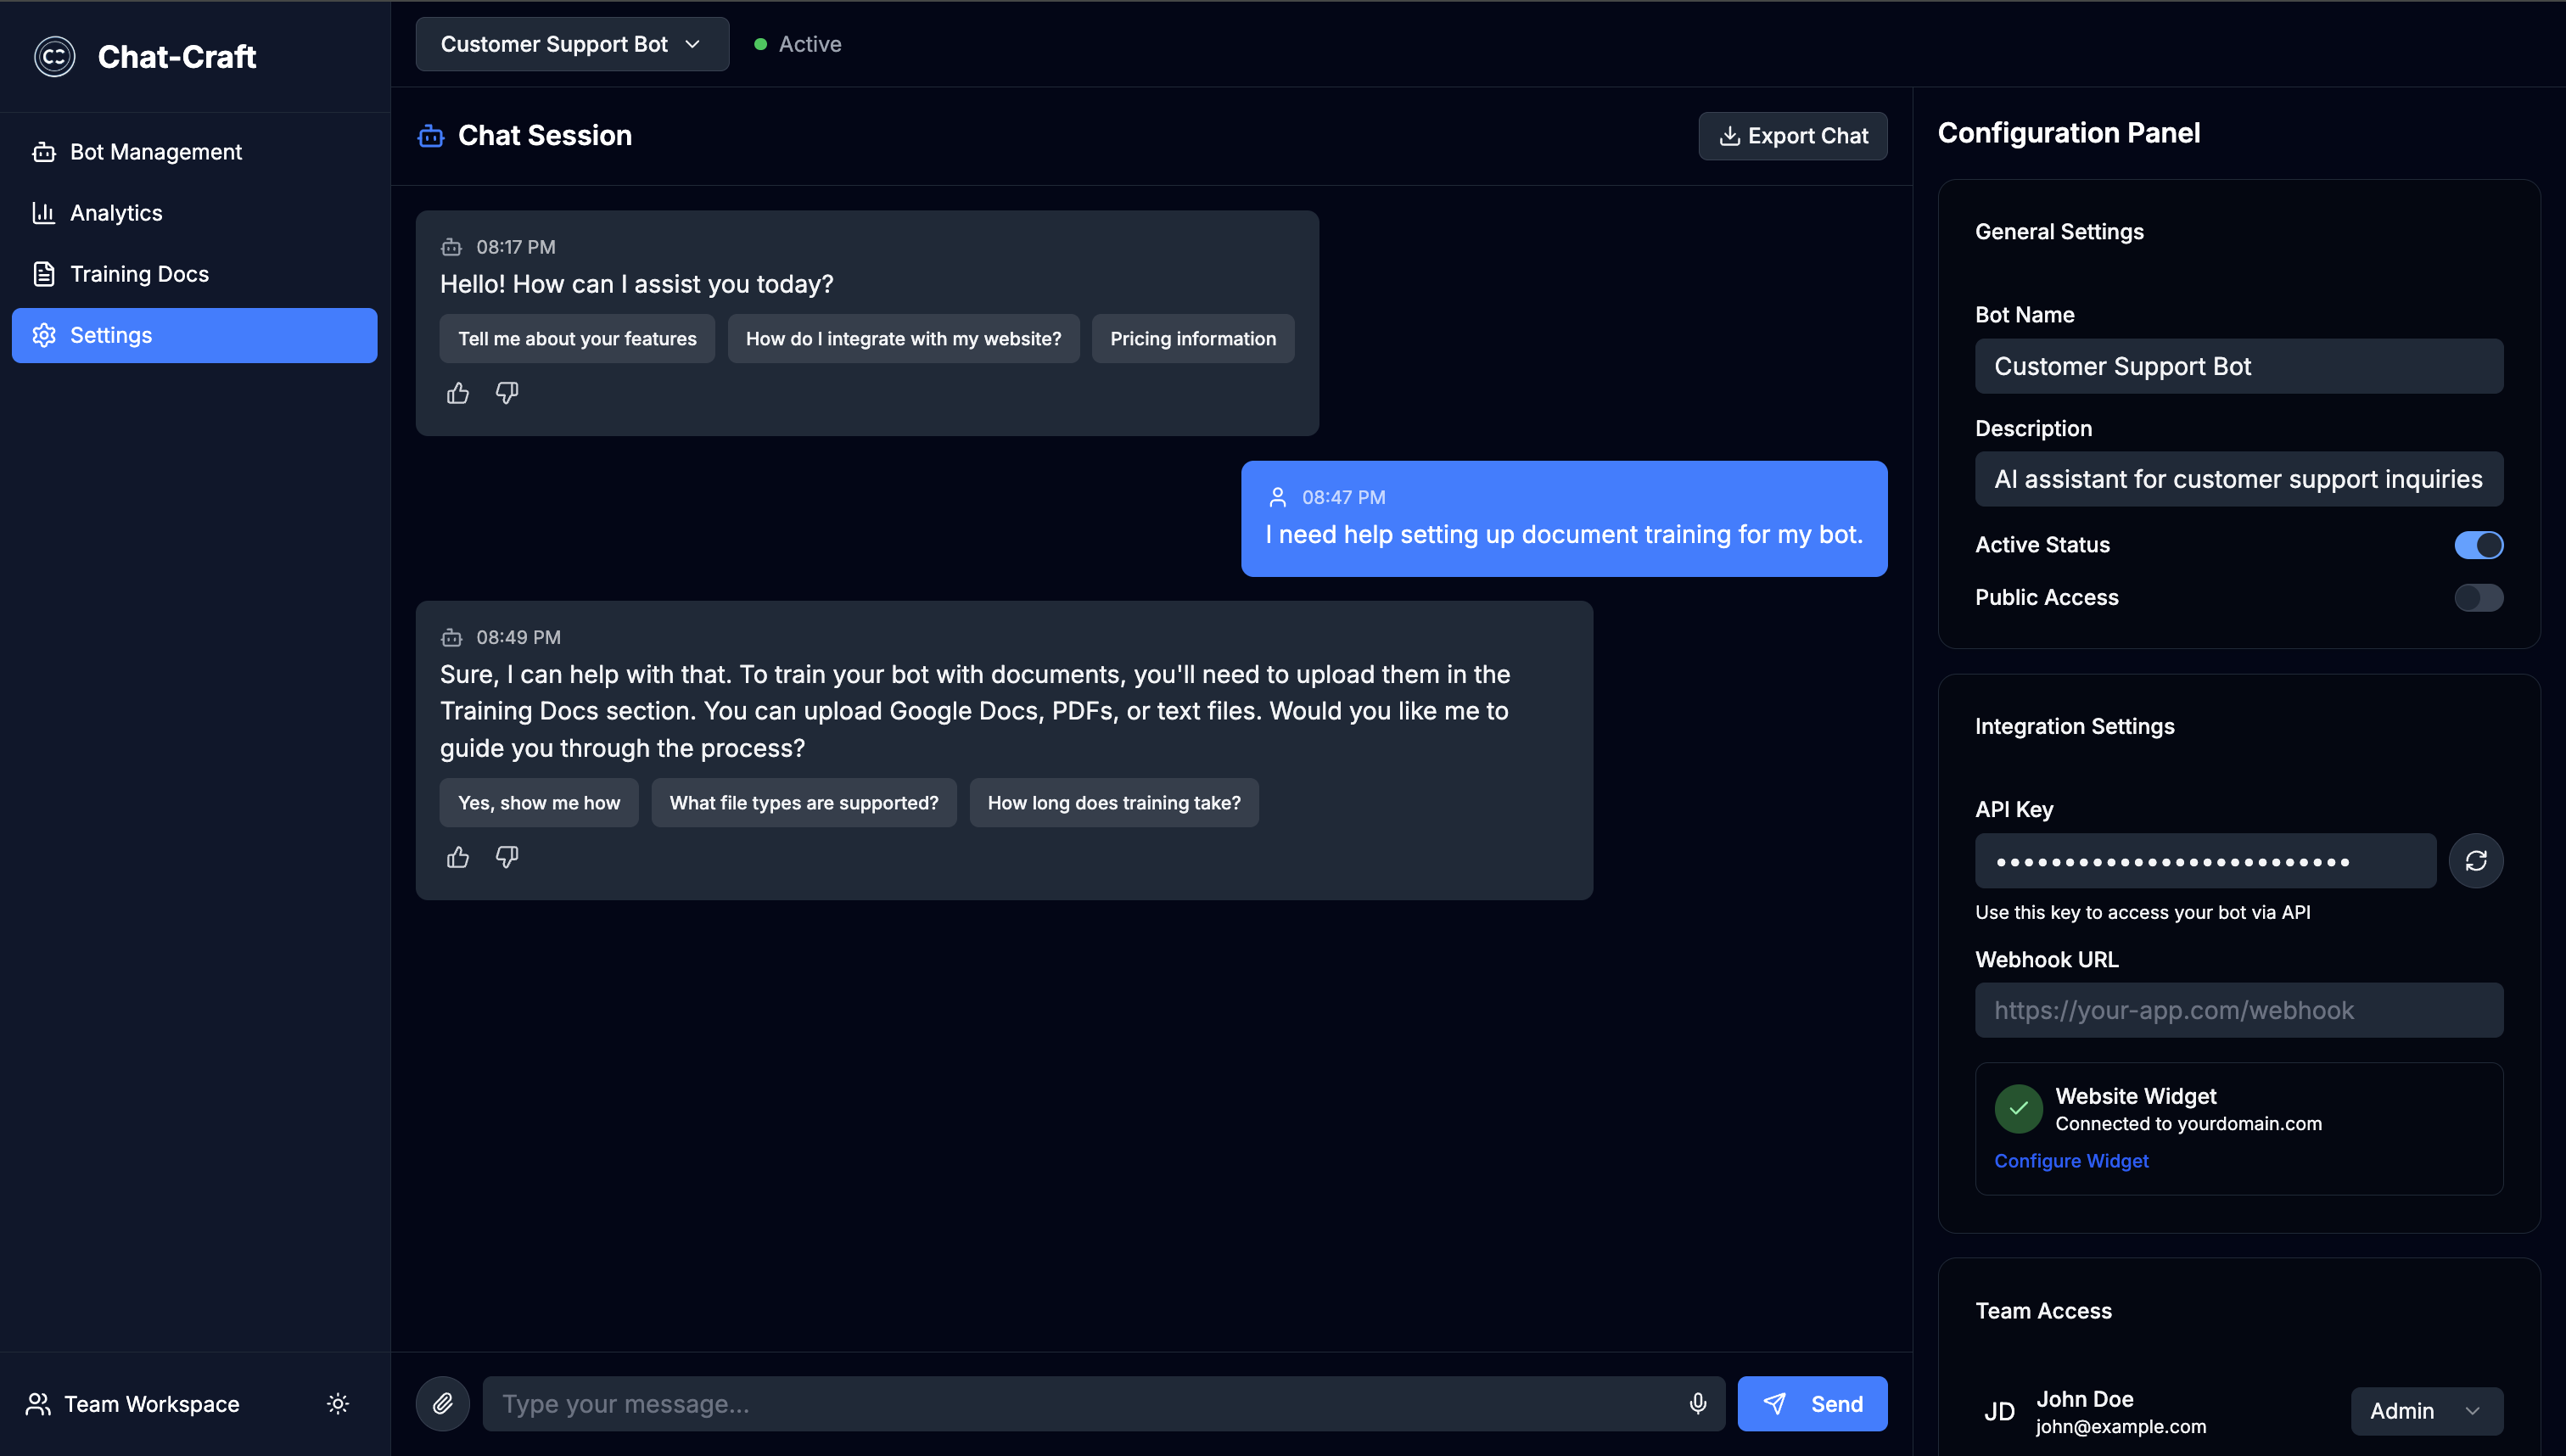 CC
Chat-Craft
Bot Management
Analytics
Training Docs
Settings
Team Workspace
Customer Support Bot
Active
Chat Session
Export Chat
08:17 PM
Hello! How can I assist you today?
Tell me about your features
How do I integrate with my website?
Pricing information
08:47 PM
I need help setting up document training for my bot.
08:49 PM
Sure, I can help with that. To train your bot with documents, you'll need to upload them in the
Training Docs section. You can upload Google Docs, PDFs, or text files. Would you like me to
guide you through the process?
Yes, show me how
What file types are supported?
How long does training take?
Type your message...
Send
Configuration Panel
General Settings
Bot Name
Customer Support Bot
Description
AI assistant for customer support inquiries
Active Status
Public Access
Integration Settings
API Key
••••••••••••••••••••••••••
Use this key to access your bot via API
Webhook URL
https://your-app.com/webhook
Website Widget
Connected to yourdomain.com
Configure Widget
Team Access
JD
John Doe
john@example.com
Admin